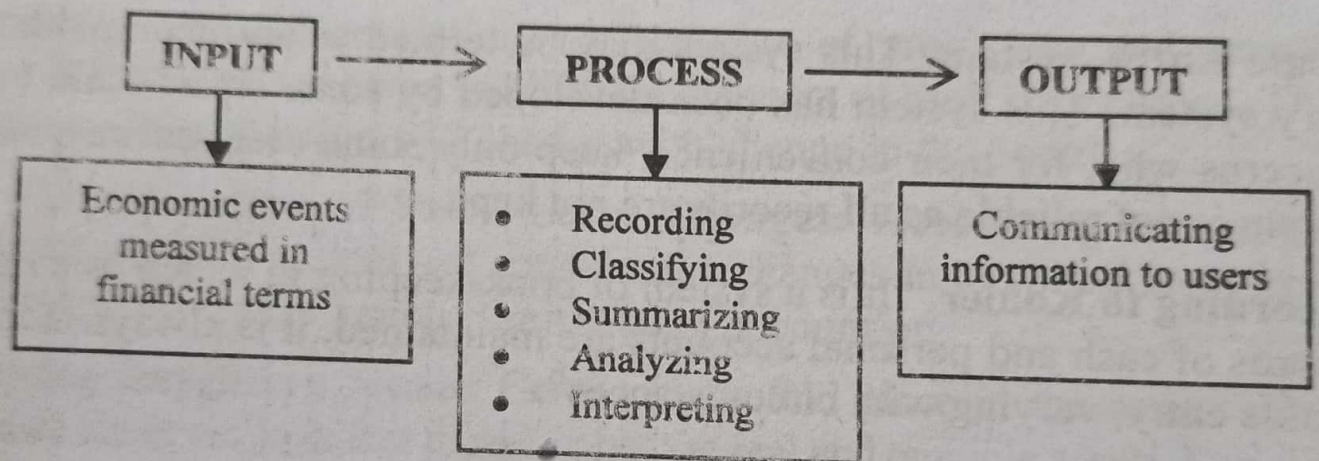 INPUT
PROCESS
OUTPUT
Economic events
measured in
financial terms
• Recording
• Classifying
• Summarizing
• Analyzing
• Interpreting
Communicating
information to users